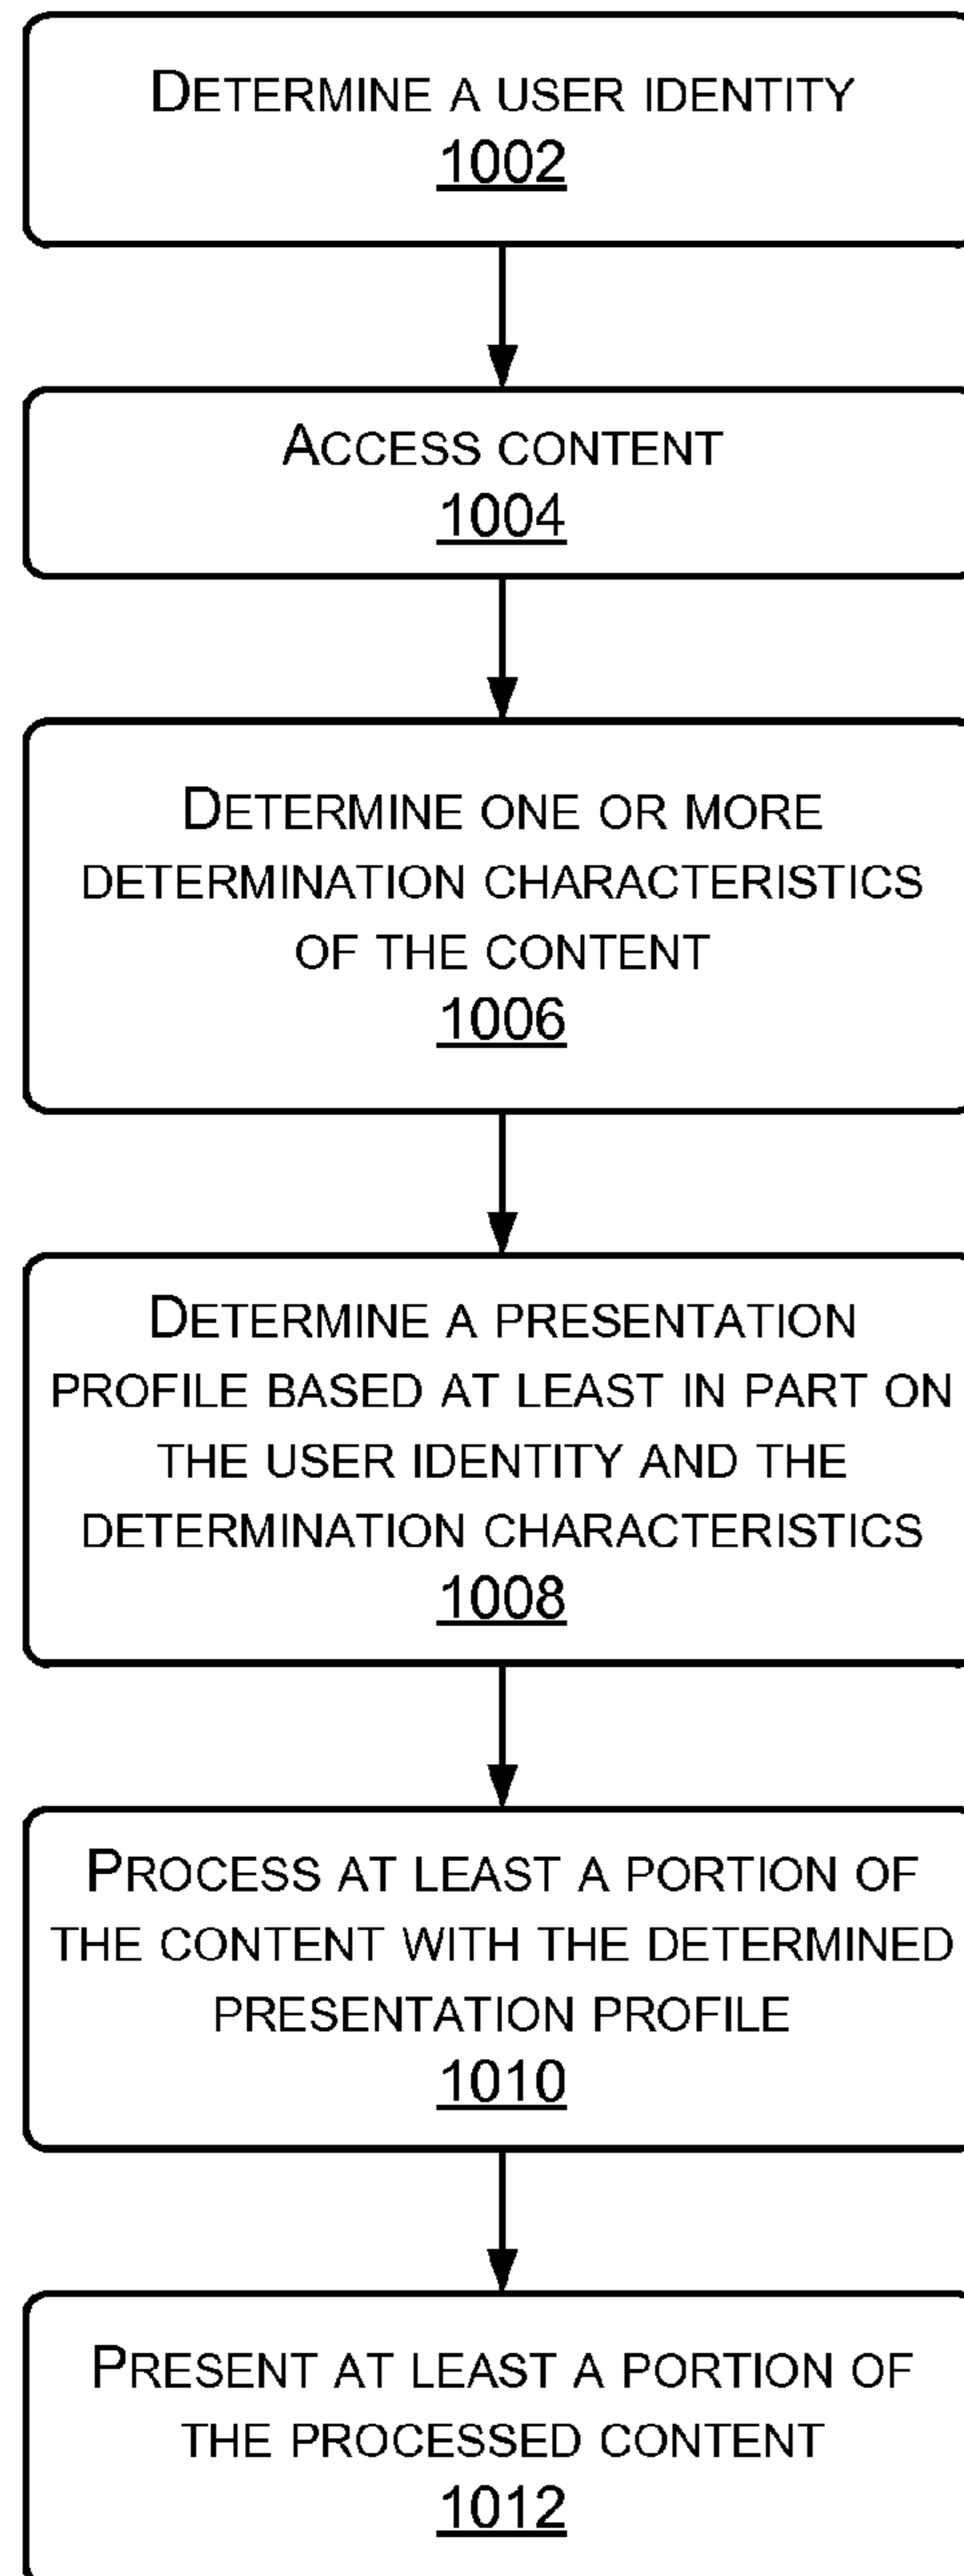 DETERMINE A USER IDENTITY
1002
ACCESS CONTENT
1004
DETERMINE ONE OR MORE
DETERMINATION CHARACTERISTICS
OF THE CONTENT
1006
DETERMINE A PRESENTATION
PROFILE BASED AT LEAST IN PART ON
THE USER IDENTITY AND THE
DETERMINATION CHARACTERISTICS
1008
PROCESS AT LEAST A PORTION OF
THE CONTENT WITH THE DETERMINED
PRESENTATION PROFILE
1010
PRESENT AT LEAST A PORTION OF
THE PROCESSED CONTENT
1012